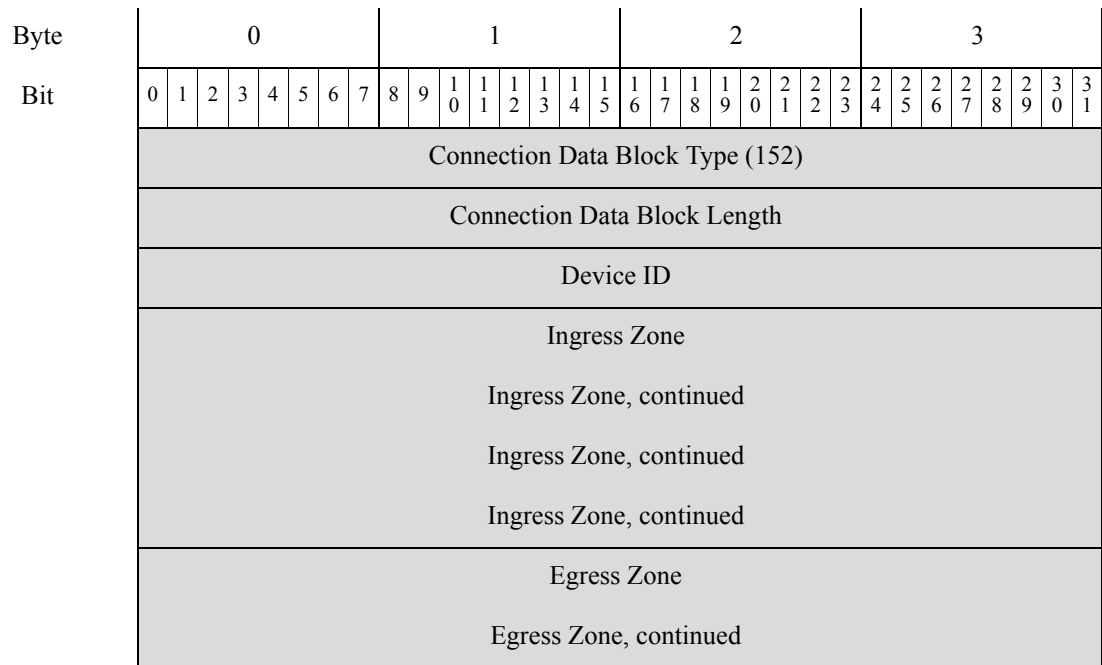 Byte 0 1 2 3
Bit 0 1 2 3 4 5 6 7 8 9 10 11 12 13 14 15 16 17 18 19 20 21 22 23 24 25 26 27 28 29 30 31
Connection Data Block Type (152)
Connection Data Block Length
Device ID
Ingress Zone
Ingress Zone, continued
Ingress Zone, continued
Ingress Zone, continued
Egress Zone
Egress Zone, continued